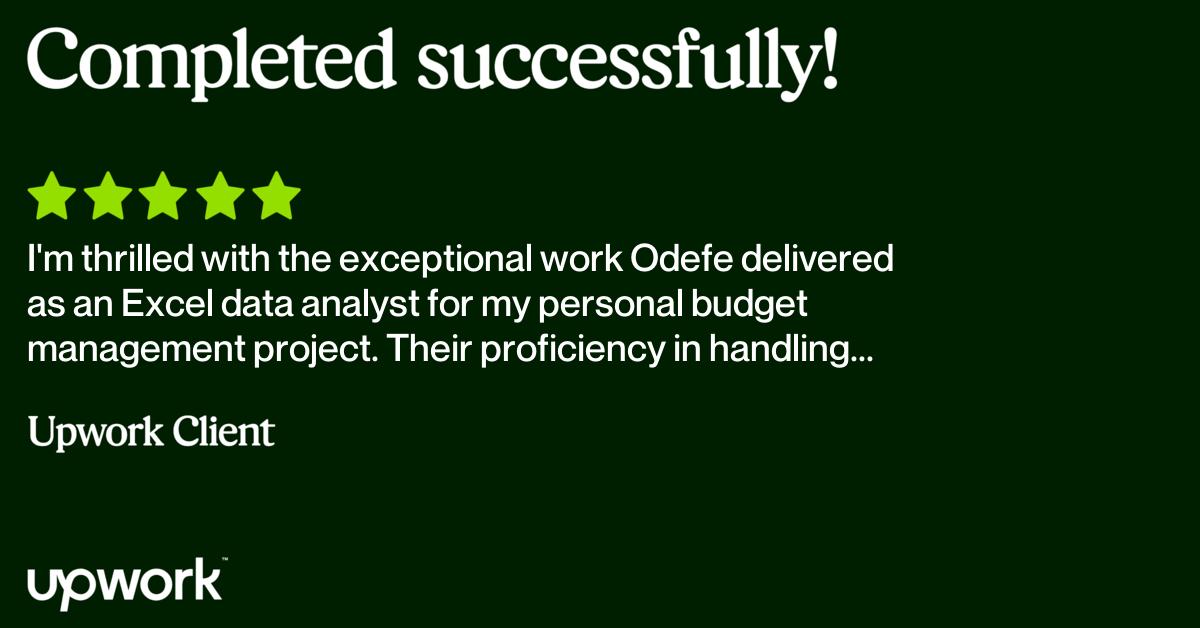 Completed successfully!
I'm thrilled with the exceptional work Odefe delivered
as an Excel data analyst for my personal budget
management project. Their proficiency in handling...
Upwork Client
upwork™